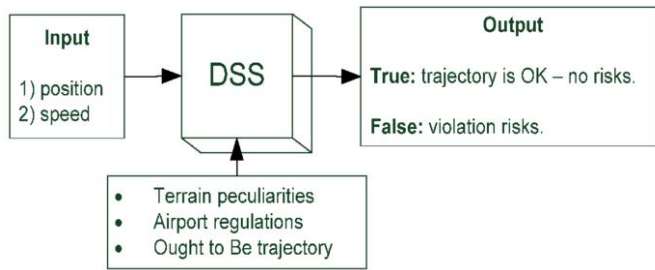 Input
1) position
2) speed
DSS
Output
True: trajectory is OK – no risks.
False: violation risks.
• Terrain peculiarities
• Airport regulations
• Ought to Be trajectory